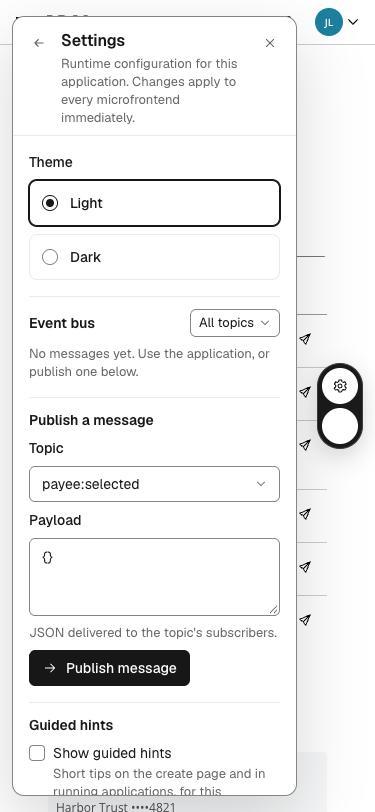 JL
Settings
Runtime configuration for this
application. Changes apply to
every microfrontend
immediately.
Theme
Light
Dark
Event bus
All topics
No messages yet. Use the application, or
publish one below.
Publish a message
Topic
payee:selected
Payload
{}
JSON delivered to the topic's subscribers.
Publish message
Guided hints
Show guided hints
Short tips on the create page and in
running applications, for this
Harbor Trust ••••4821